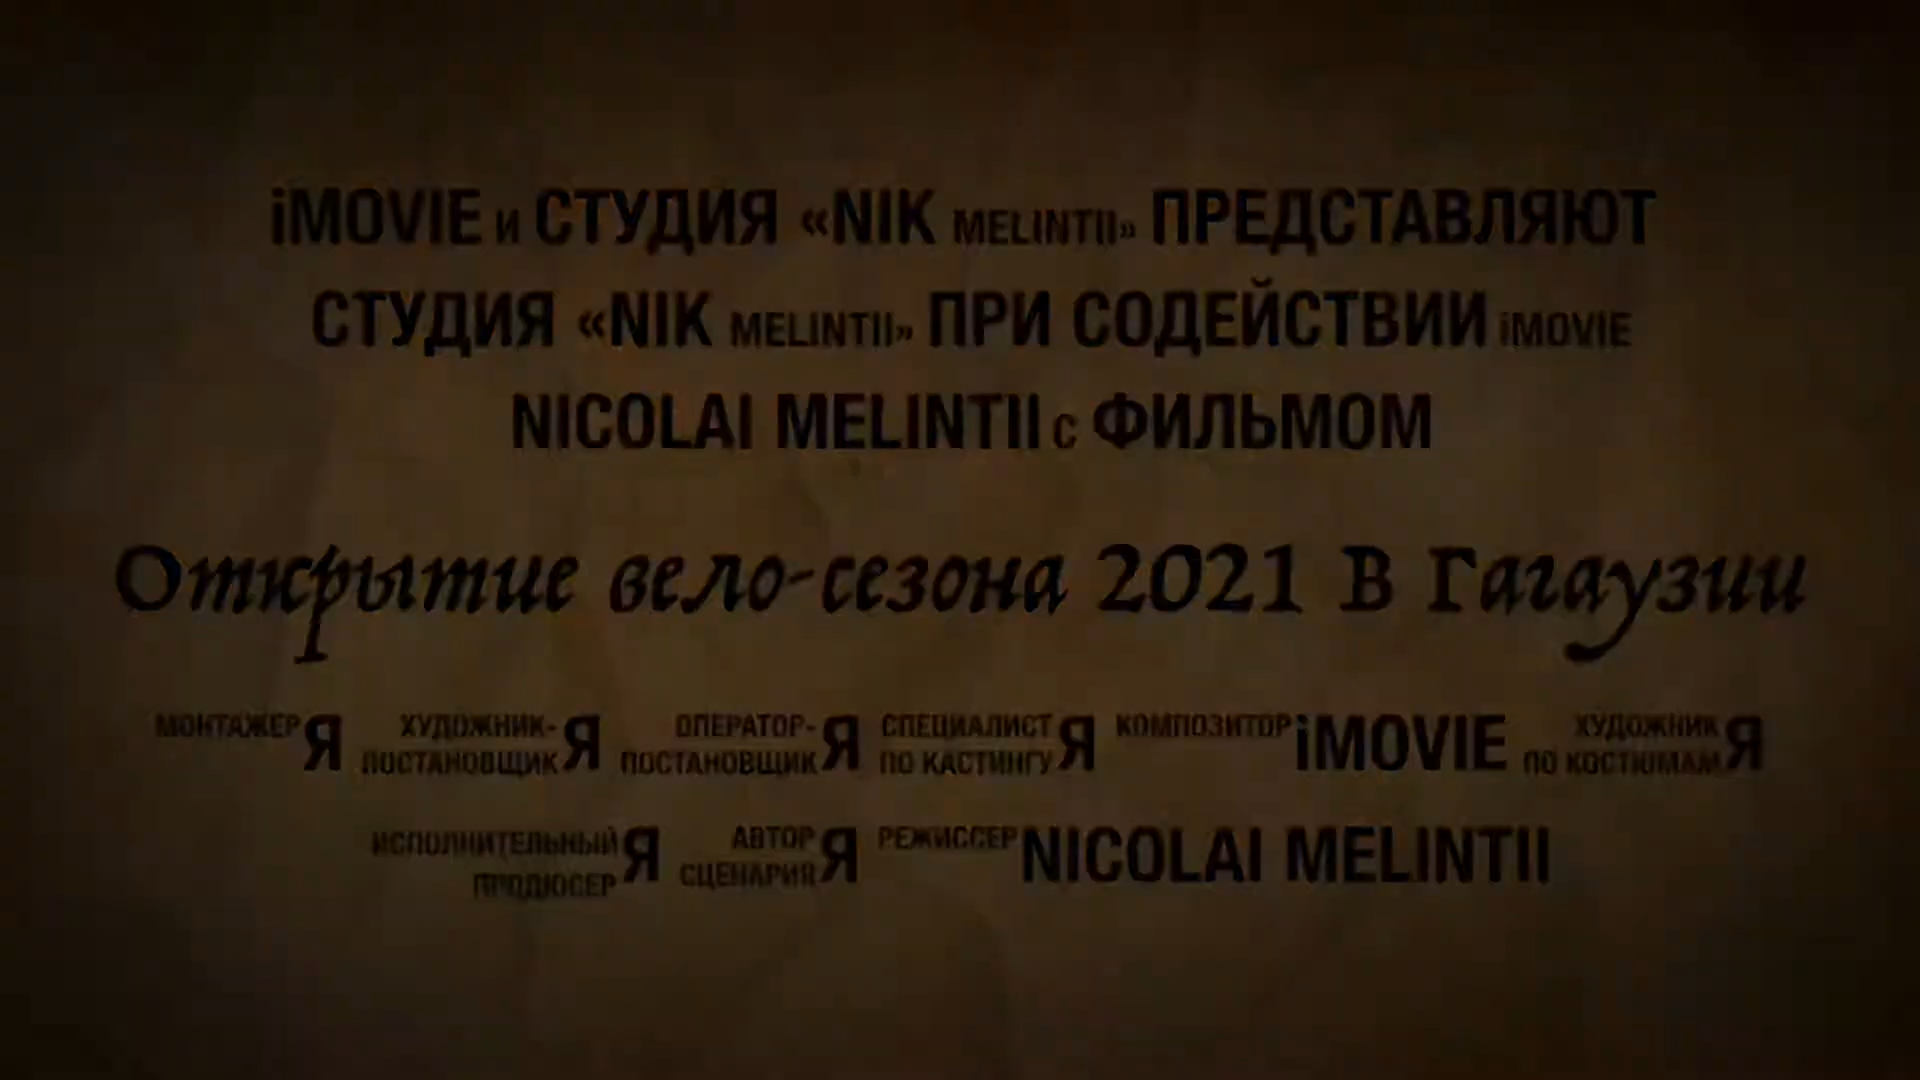 iMOVIE и СТУДИЯ «NIK MELINTII» ПРЕДСТАВЛЯЮТ
СТУДИЯ «NIK MELINTII» ПРИ СОДЕЙСТВИИ iMOVIE
NICOLAI MELINTII с ФИЛЬМОМ
Открытие вело-сезона 2021 В Гагаузии
МОНТАЖЕР Я ХУДОЖНИК-ПОСТАНОВЩИК Я ОПЕРАТОР-ПОСТАНОВЩИК Я СПЕЦИАЛИСТ ПО КАСТИНГУ Я КОМПОЗИТОР iMOVIE ХУДОЖНИК ПО КОСТЮМАМ Я
ИСПОЛНИТЕЛЬНЫЙ ПРОДЮСЕР Я АВТОР СЦЕНАРИЯ Я РЕЖИССЕР NICOLAI MELINTII